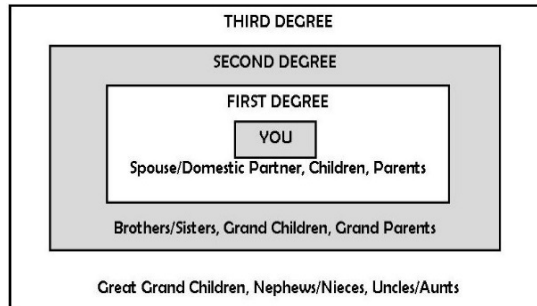 THIRD DEGREE
SECOND DEGREE
FIRST DEGREE
YOU
Spouse/Domestic Partner, Children, Parents
Brothers/Sisters, Grand Children, Grand Parents
Great Grand Children, Nephews/Nieces, Uncles/Aunts